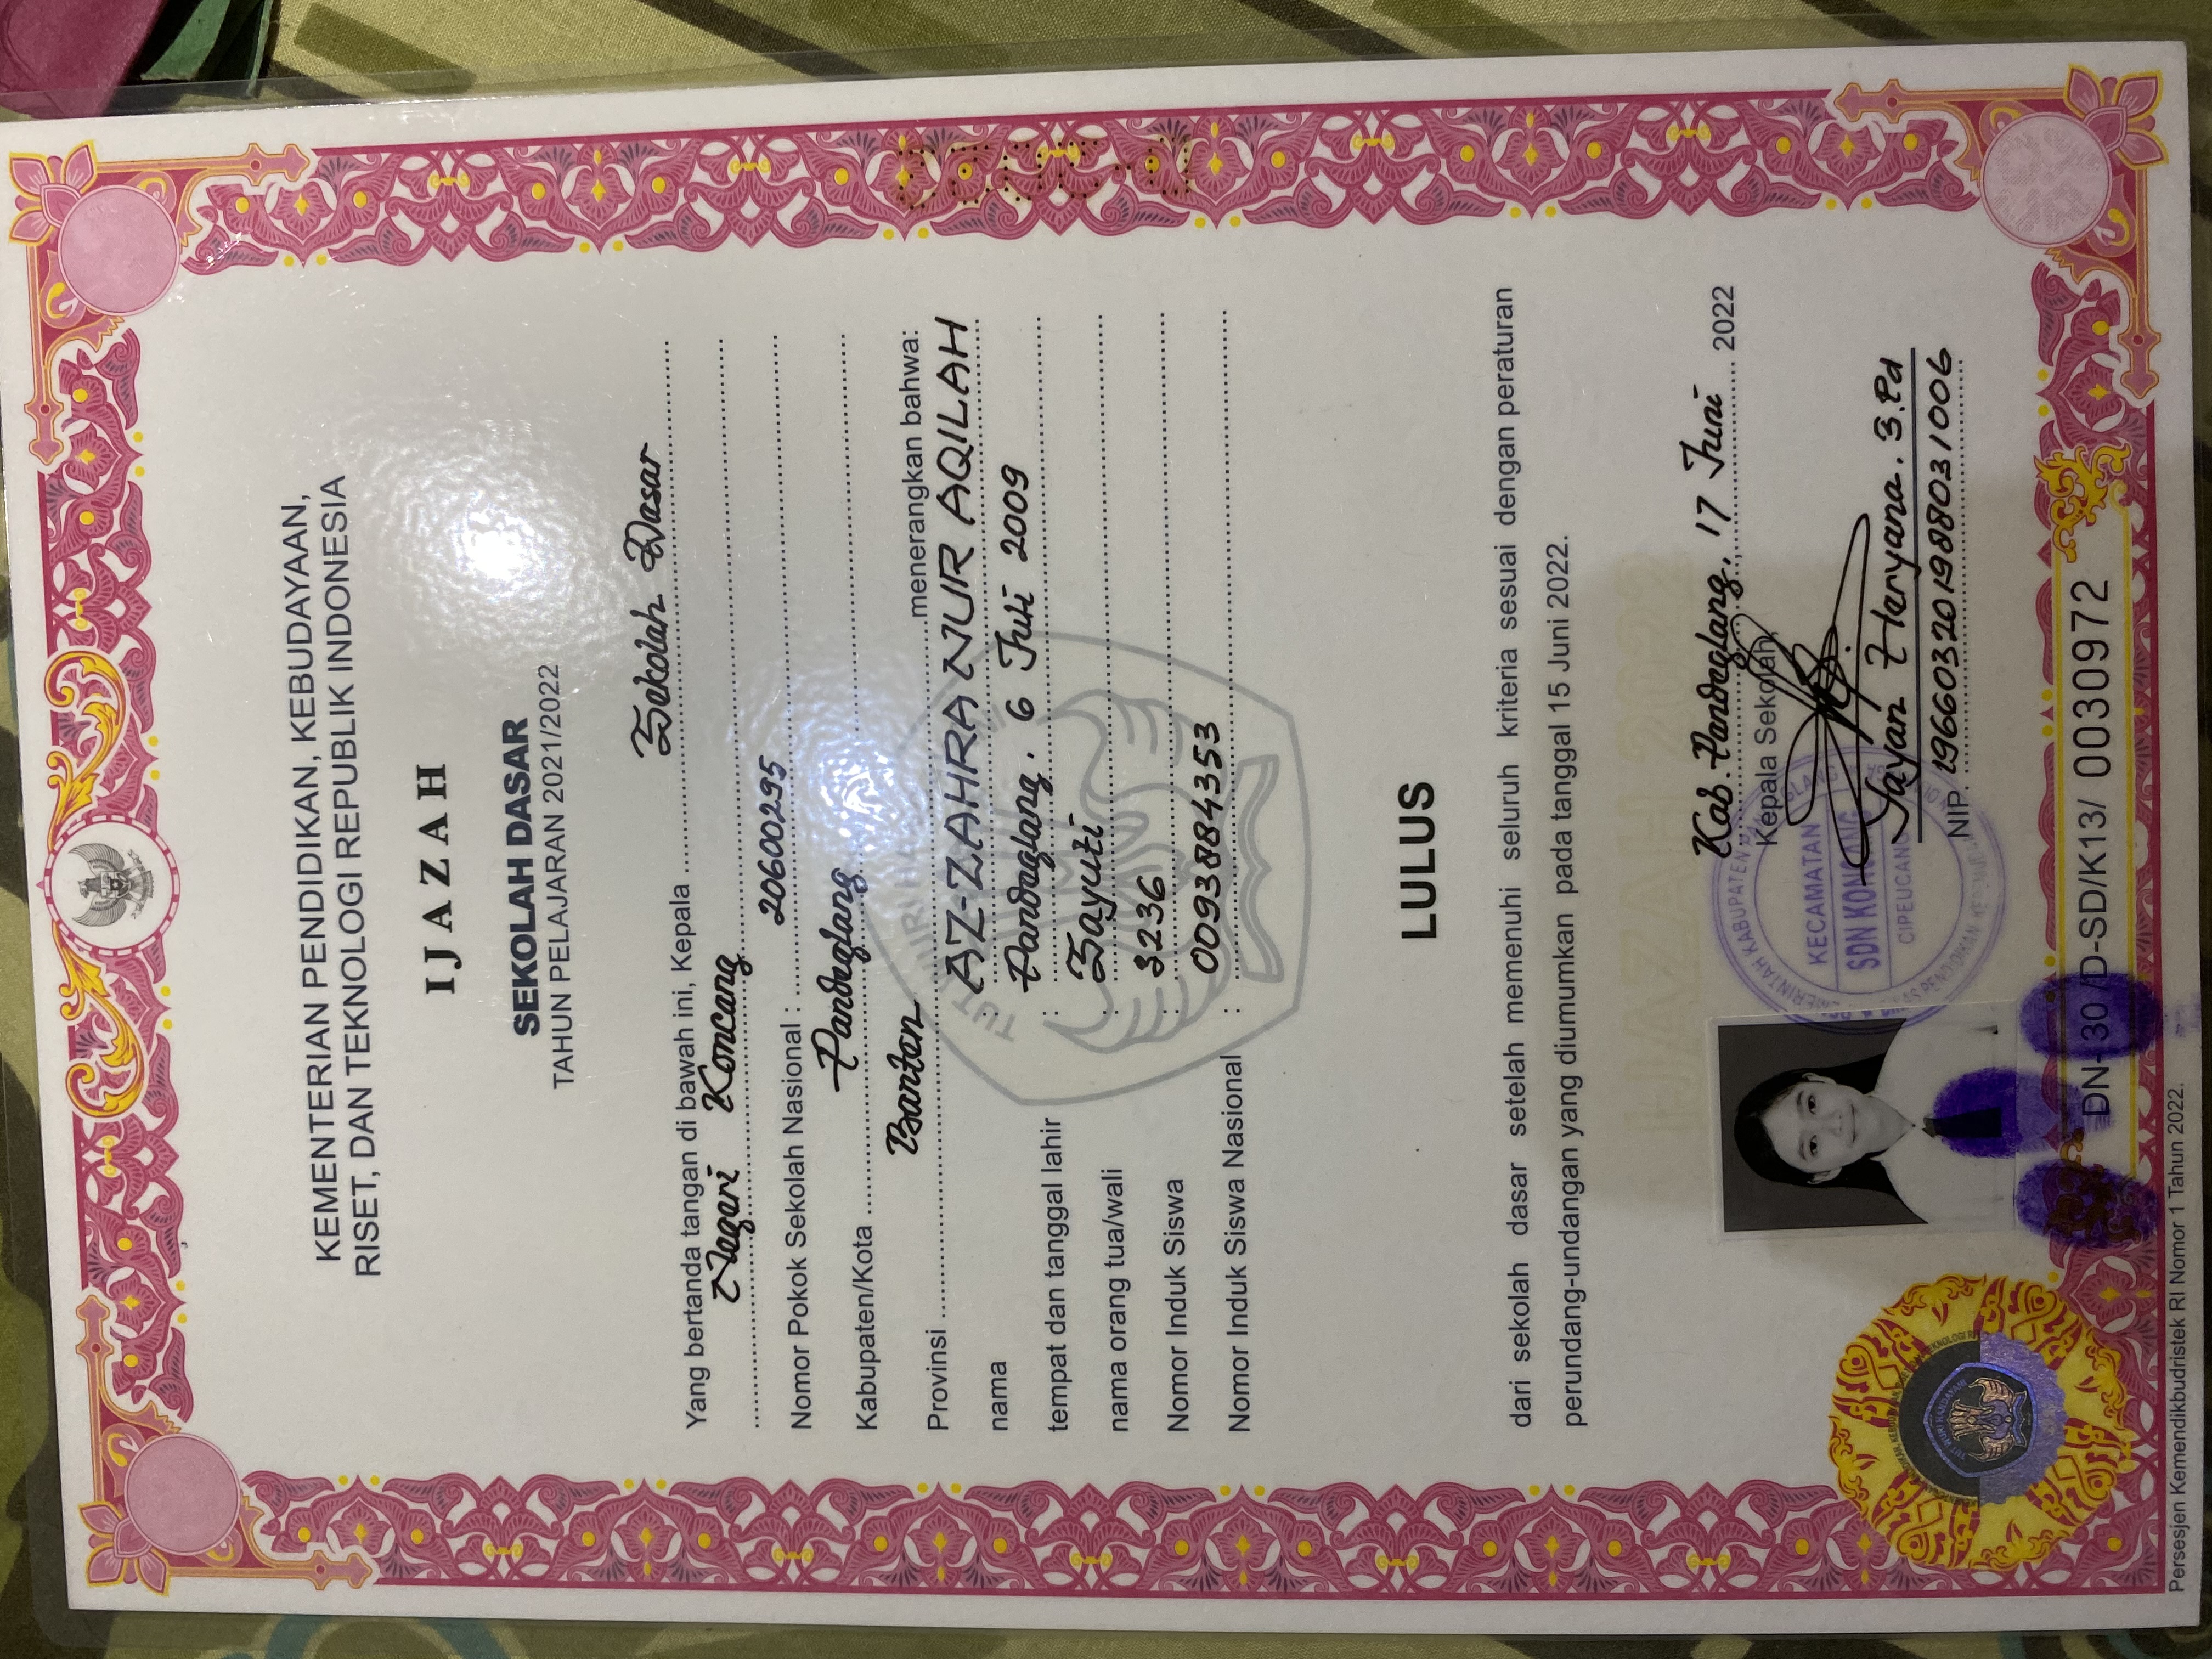 KEMENTERIAN PENDIDIKAN, KEBUDAYAAN,
RISET, DAN TEKNOLOGI REPUBLIK INDONESIA
IJAZAH
SEKOLAH DASAR
TAHUN PELAJARAN 2021/2022
Yang bertanda tangan di bawah ini, Kepala Sekolah Dasar
Negeri Koncang
Nomor Pokok Sekolah Nasional : 20600295
Kabupaten/Kota Pandeglang
Provinsi Banten menerangkan bahwa:
nama : AZ-ZAHRA NUR AQILAH
tempat dan tanggal lahir : Pandeglang, 6 Juli 2009
nama orang tua/wali : Sayuti
Nomor Induk Siswa : 3236
Nomor Induk Siswa Nasional : 0093884353
TUT WURI HANDAYANI
LULUS
dari sekolah dasar setelah memenuhi seluruh kriteria sesuai dengan peraturan
perundang-undangan yang diumumkan pada tanggal 15 Juni 2022.
IJAZAH 2022
Kab. Pandeglang, 17 Juni 2022
Kepala Sekolah,
PEMERINTAH KABUPATEN PANDEGLANG
KECAMATAN
SDN KONCANG
CIPEUCANG
Yayan Haryana. S.Pd
NIP. 196603201988031006
TUT WURI HANDAYANI
DN- 30 /D-SD/K13/ 0030972
Persesjen Kemendikbudristek RI Nomor 1 Tahun 2022.